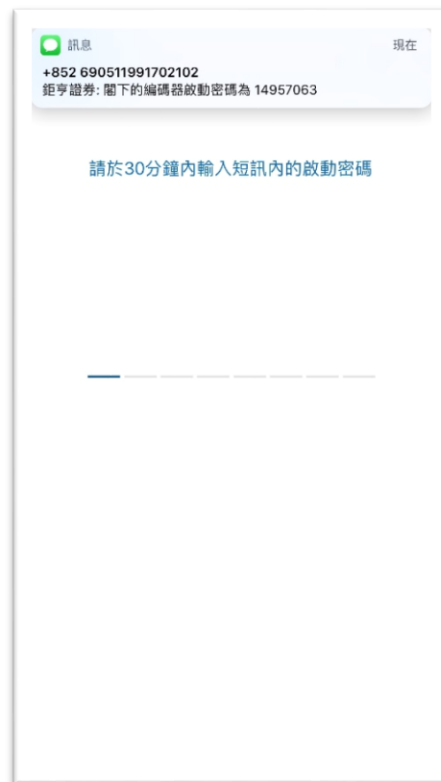 訊息 現在
+852 690511991702102
鉅亨證券: 閣下的編碼器啟動密碼為 14957063
請於30分鐘內輸入短訊內的啟動密碼